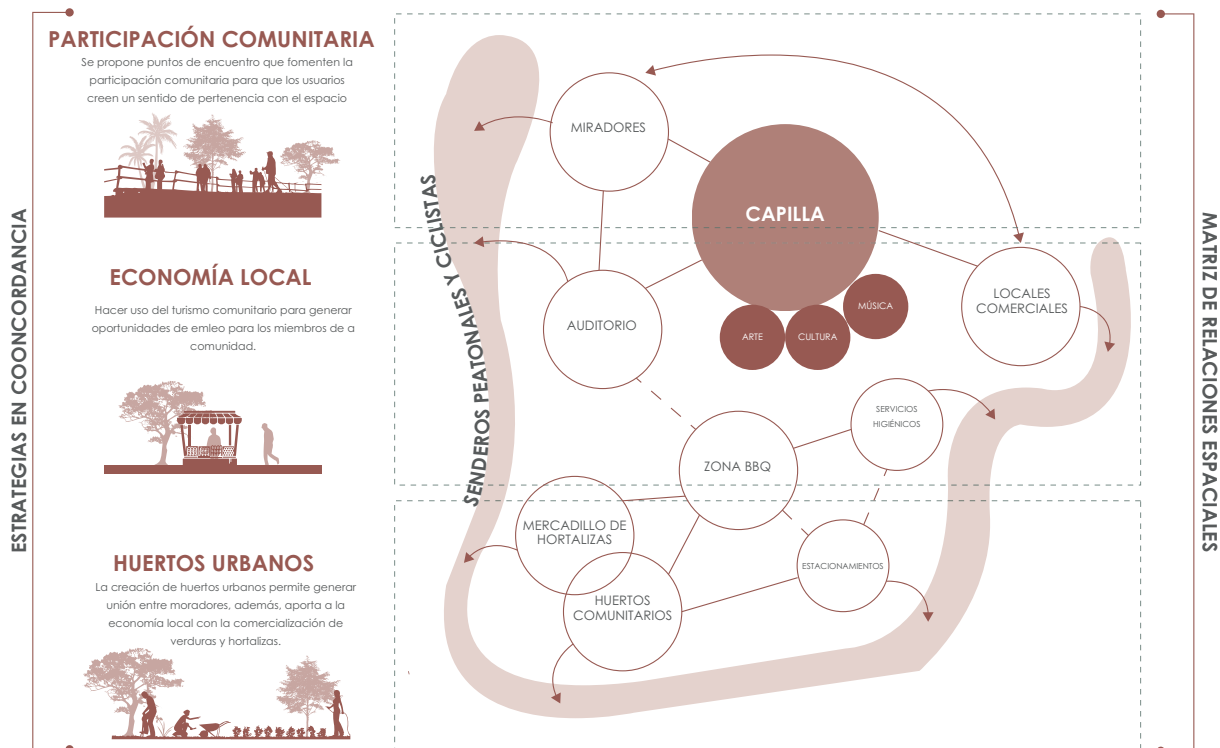 ESTRATEGIAS EN COONCORDANCIA
PARTICIPACIÓN COMUNITARIA
Se propone puntos de encuentro que fomenten la
participación comunitaria para que los usuarios
creen un sentido de pertenencia con el espacio
ECONOMÍA LOCAL
Hacer uso del turismo comunitario para generar
oportunidades de emleo para los miembros de a
comunidad.
HUERTOS URBANOS
La creación de huertos urbanos permite generar
unión entre moradores, además, aporta a la
economía local con la comercialización de
verduras y hortalizas.
SENDEROS PEATONALES Y CICLISTAS
MIRADORES
CAPILLA
AUDITORIO
ARTE
CULTURA
MÚSICA
LOCALES
COMERCIALES
SERVICIOS
HIGIÉNICOS
ZONA BBQ
MERCADILLO DE
HORTALIZAS
ESTACIONAMIENTOS
HUERTOS
COMUNITARIOS
MATRIZ DE RELACIONES ESPACIALES